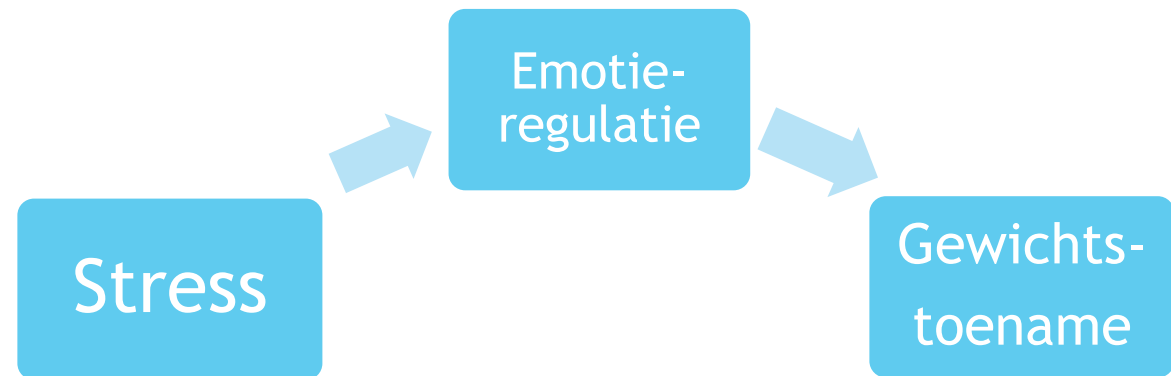 Emotie-
regulatie
Stress
Gewichts-
toename